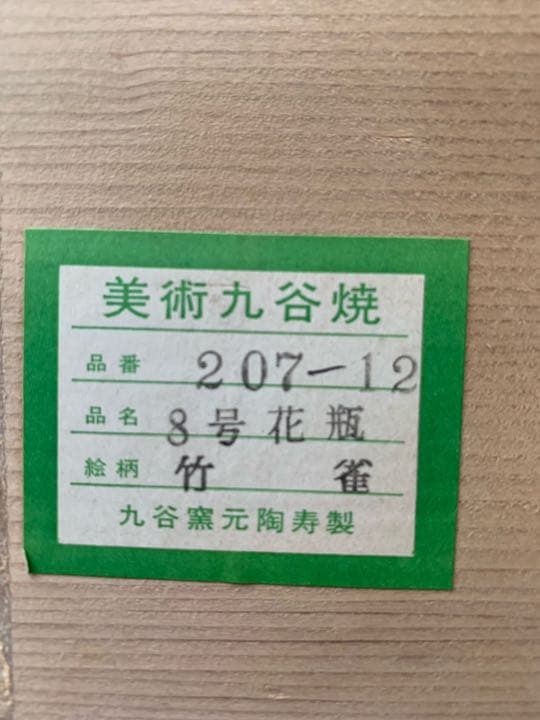 美術九谷焼
品番 207-12
品名 8号花瓶
絵柄 竹雀
九谷窯元陶寿製